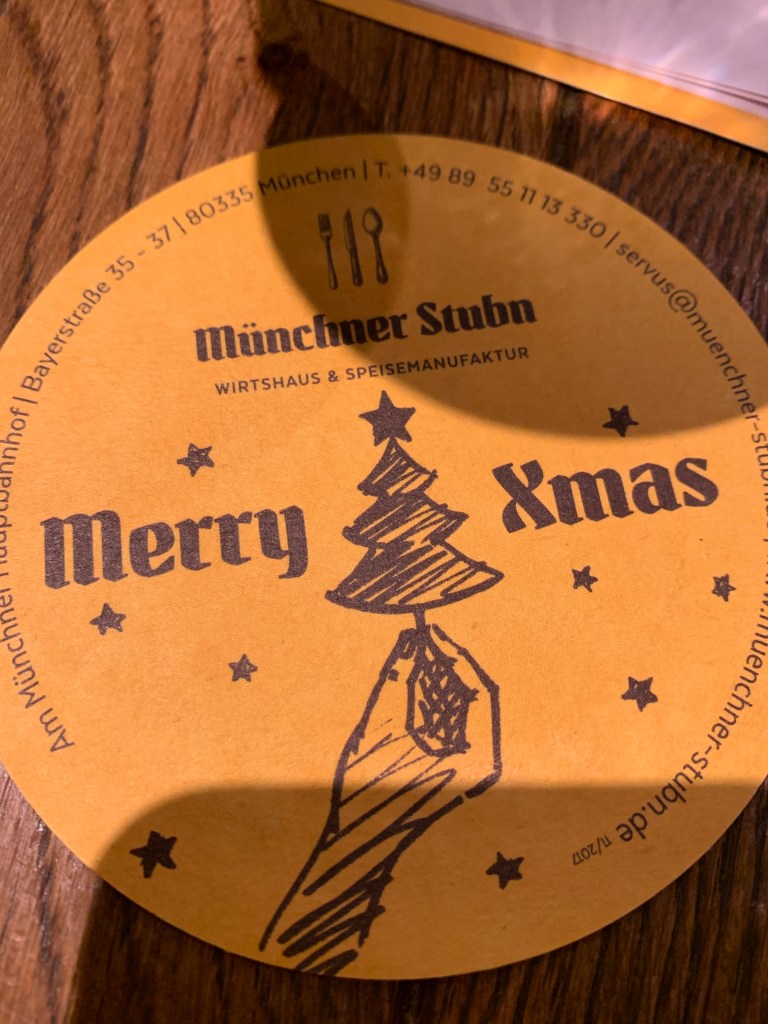 Am Münchner Hauptbahnhof | Bayerstraße 35 - 37 | 80335 München | T. +49 89 55 11 13 330 | servus@muenchner-stubn.de | www.muenchner-stubn.de 11/2017
Münchner Stubn
WIRTSHAUS & SPEISEMANUFAKTUR
Merry Xmas